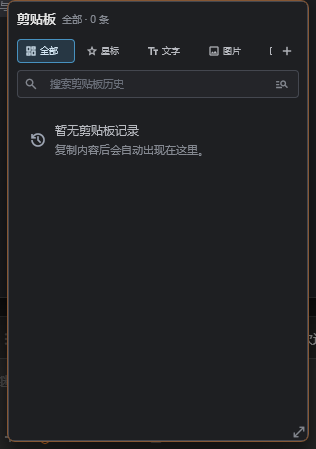 剪贴板 全部 · 0 条
全部 星标 文字 图片
搜索剪贴板历史
暂无剪贴板记录
复制内容后会自动出现在这里。